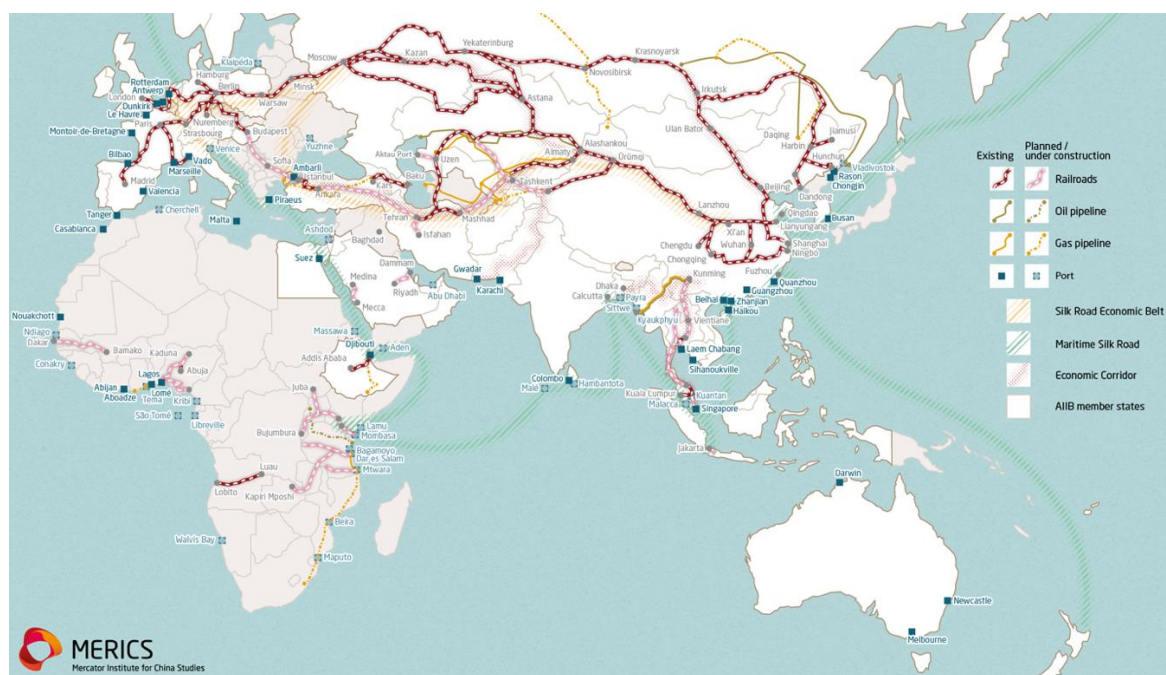 Klaipėda
Hamburg
Rotterdam
Antwerp
London
Berlin
Dunkirk
Le Havre
Paris
Warsaw
Minsk
Moscow
Kazan
Yekaterinburg
Novosibirsk
Krasnoyarsk
Irkutsk
Astana
Ulan Bator
Daqing
Jiamusi
Harbin
Hunchun
Vladivostok
Rason
Chongjin
Dandong
Beijing
Busan
Montoir-de-Bretagne
Nuremberg
Strasbourg
Budapest
Venice
Yuzhne
Bilbao
Vado
Marseille
Madrid
Valencia
Sofia
Ambarli
Istanbul
Ankara
Piraeus
Kars
Baku
Aktau Port
Uzen
Almaty
Alashankou
Ürümqi
Tashkent
Tehran
Mashhad
Isfahan
Lanzhou
Qingdao
Lianyungang
Xi'an
Chengdu
Wuhan
Shanghai
Ningbo
Chongqing
Tanger
Casabianca
Cherchell
Malta
Ashdod
Baghdad
Suez
Dammam
Medina
Riyadh
Mecca
Abu Dhabi
Gwadar
Karachi
Dhaka
Calcutta
Payra
Sittwe
Kyaukphyu
Kunming
Fuzhou
Quanzhou
Guangzhou
Beihai
Zhanjian
Haikou
Vientiane
Nouakchott
Ndiago
Dakar
Bamako
Conakry
Kaduna
Abuja
Lagos
Abijan
Aboadze
Lomé
Tema
Kribi
São Tomé
Libreville
Massawa
Djibouti
Aden
Addis Ababa
Juba
Colombo
Hambantota
Malé
Laem Chabang
Sihanoukville
Kuala Lumpur
Kuantan
Malacca
Singapore
Jakarta
Bujumbura
Lamu
Mombasa
Bagamoyo
Dar es Salam
Mtwara
Luau
Lobito
Kapiri Mposhi
Beira
Walvis Bay
Maputo
Darwin
Newcastle
Melbourne
Existing
Planned /
under construction
Railroads
Oil pipeline
Gas pipeline
Port
Silk Road Economic Belt
Maritime Silk Road
Economic Corridor
AIIB member states
MERICS
Mercator Institute for China Studies